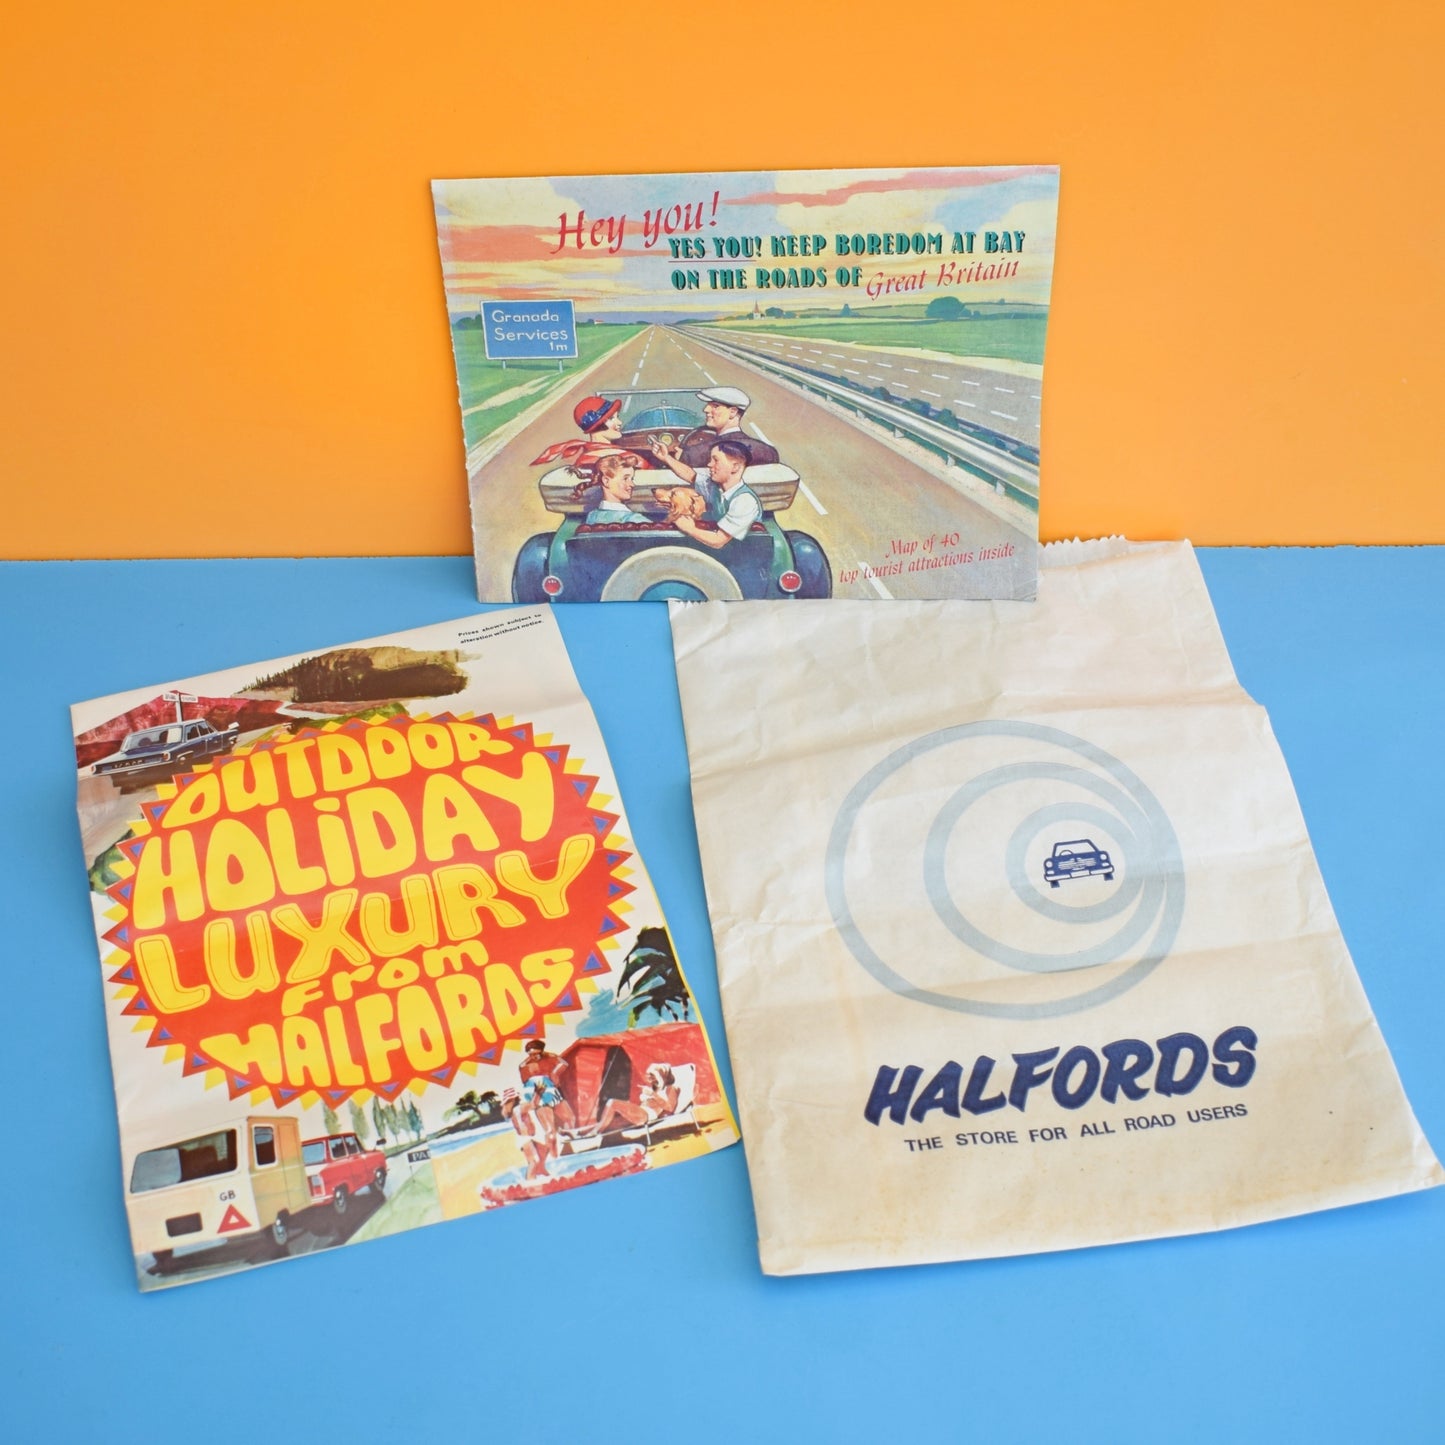 Hey you!
YES YOU! KEEP BOREDOM AT BAY
ON THE ROADS OF Great Britain
Granada
Services
1m
Map of 40
top tourist attractions inside
Prices shown subject to
alteration without notice.
OUTDOOR
HOLiDAY
LUXURY
FROM
HALFORDS
GB
PAR
HALFORDS
THE STORE FOR ALL ROAD USERS